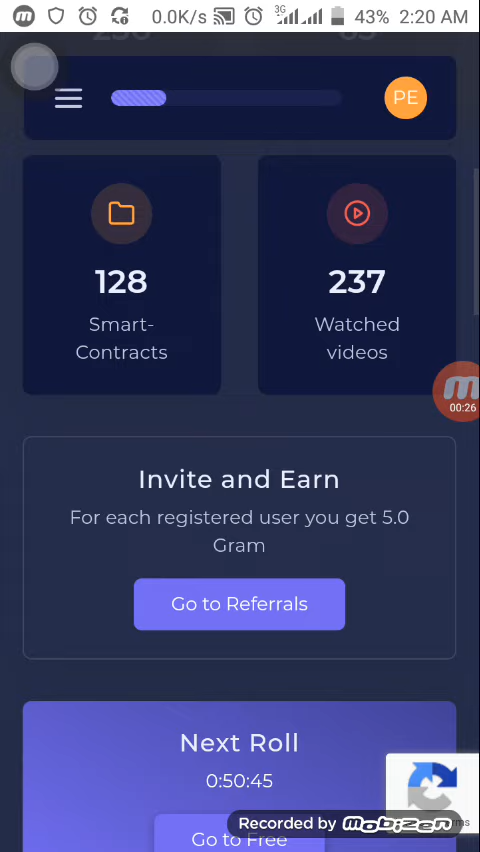 0.0K/s 3G 43% 2:20 AM
PE
128
Smart-
Contracts
237
Watched
videos
00:26
Invite and Earn
For each registered user you get 5.0
Gram
Go to Referrals
Next Roll
0:50:45
Go to Free
Recorded by mobizen